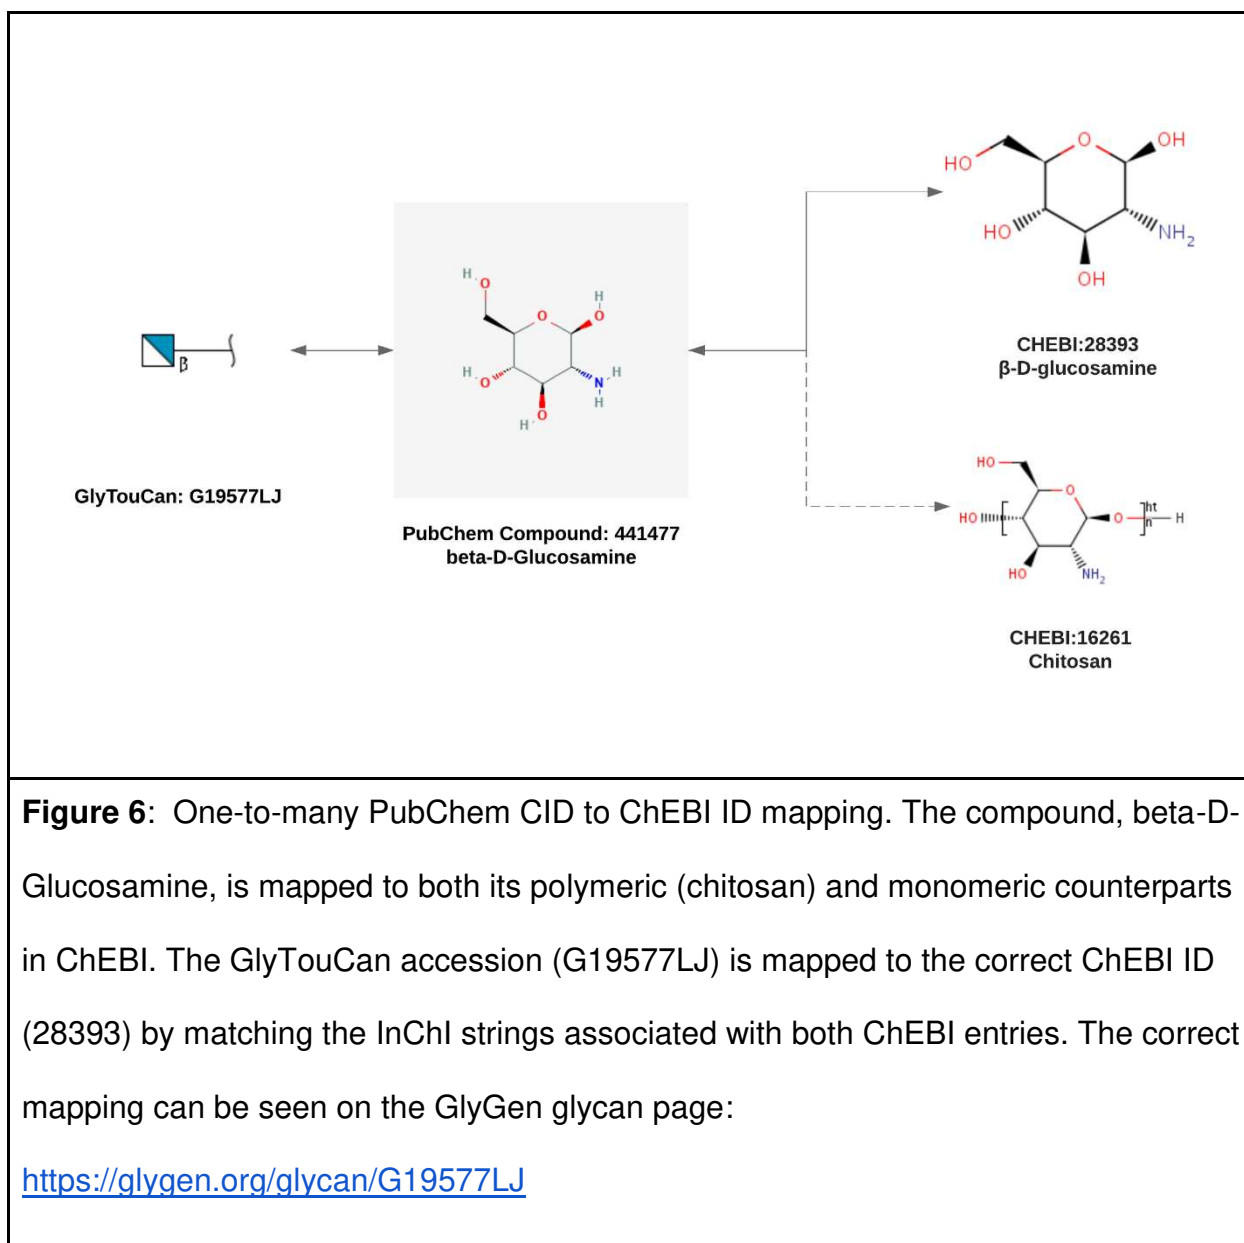 HO
O
OH
HO
NH2
OH
CHEBI:28393
β-D-glucosamine
H
O
H
O
O
H
O
N
H
H
O
H
β
GlyTouCan: G19577LJ
PubChem Compound: 441477
beta-D-Glucosamine
HO
O
HO
O
ht
n
H
HO
NH2
CHEBI:16261
Chitosan
Figure 6: One-to-many PubChem CID to ChEBI ID mapping. The compound, beta-D-
Glucosamine, is mapped to both its polymeric (chitosan) and monomeric counterparts
in ChEBI. The GlyTouCan accession (G19577LJ) is mapped to the correct ChEBI ID
(28393) by matching the InChI strings associated with both ChEBI entries. The correct
mapping can be seen on the GlyGen glycan page:
https://glygen.org/glycan/G19577LJ